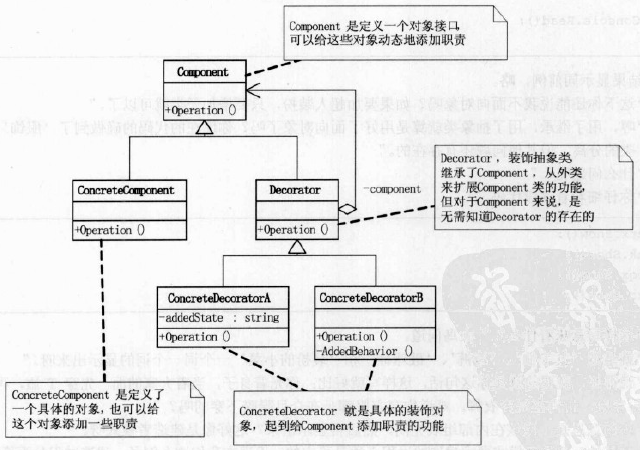 Console.Read();
Component 是定义一个对象接口,
可以给这些对象动态地添加职责
Component
+Operation ()
ConcreteComponent
+Operation ()
Decorator
+Operation ()
-component
Decorator, 装饰抽象类,
继承了Component, 从外类
来扩展Component 类的功能,
但对于Component 来说, 是
无需知道Decorator 的存在的
ConcreteDecoratorA
-addedState : string
+Operation ()
ConcreteDecoratorB
+Operation ()
-AddedBehavior ()
ConcreteComponent 是定义了
一个具体的对象, 也可以给
这个对象添加一些职责
ConcreteDecorator 就是具体的装饰对
象, 起到给Component 添加职责的功能